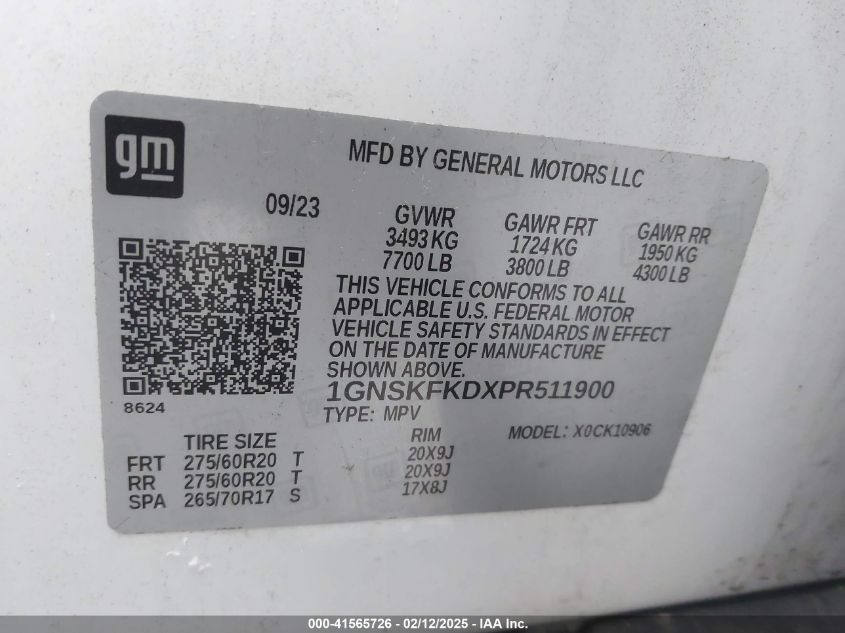 gm
MFD BY GENERAL MOTORS LLC
09/23
GVWR
3493 KG
7700 LB
GAWR FRT
1724 KG
3800 LB
GAWR RR
1950 KG
4300 LB
THIS VEHICLE CONFORMS TO ALL
APPLICABLE U.S. FEDERAL MOTOR
VEHICLE SAFETY STANDARDS IN EFFECT
ON THE DATE OF MANUFACTURE
SHOWN ABOVE.
1GNSKFKDXPR511900
TYPE: MPV
MODEL: X0CK10906
8624
TIRE SIZE RIM
FRT 275/60R20 T 20X9J
RR 275/60R20 T 20X9J
SPA 265/70R17 S 17X8J
000-41565726 - 02/12/2025 - IAA Inc.